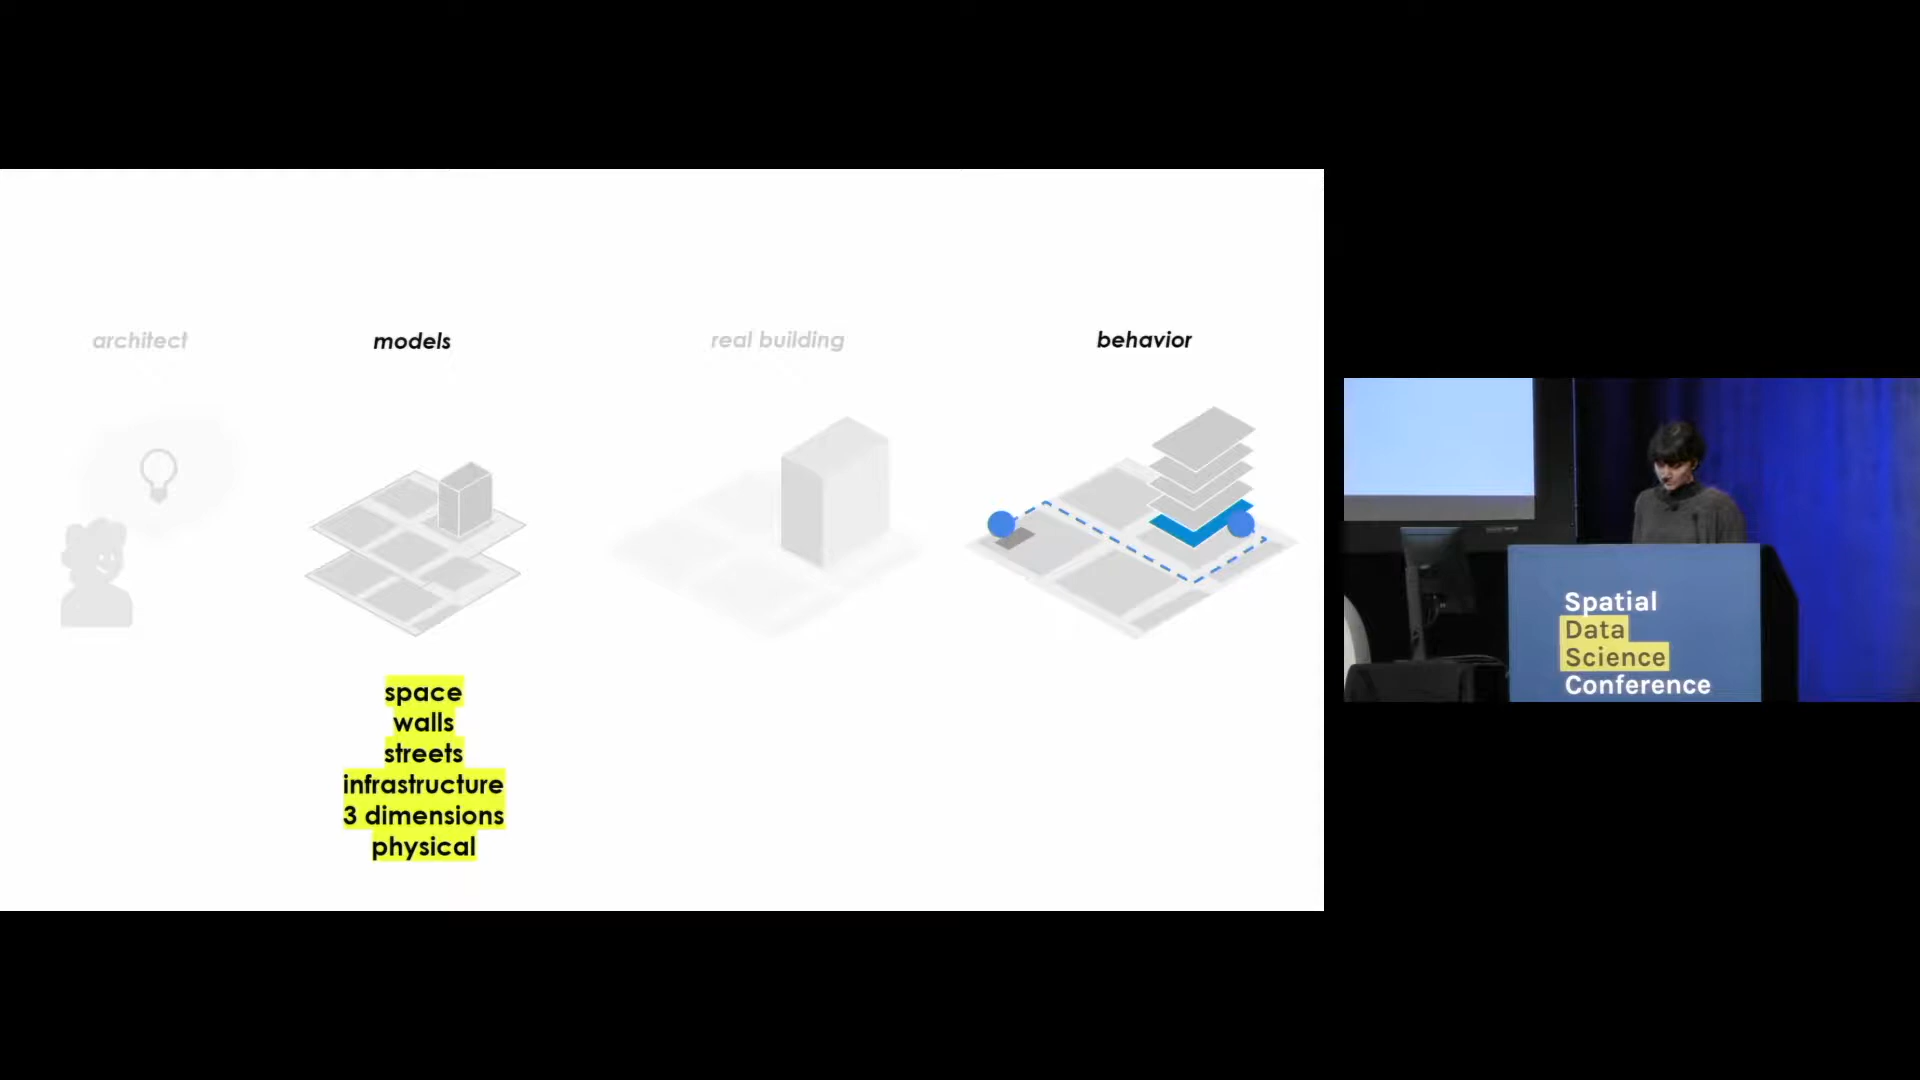 architect
models
real building
behavior
space
walls
streets
infrastructure
3 dimensions
physical
Spatial
Data
Science
Conference